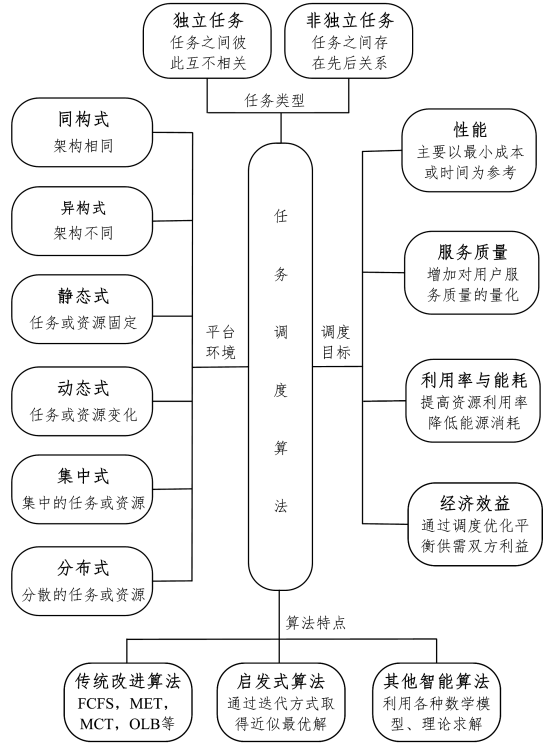 独立任务
任务之间彼
此互不相关
非独立任务
任务之间存
在先后关系
任务类型
同构式
架构相同
异构式
架构不同
静态式
任务或资源固定
动态式
任务或资源变化
集中式
集中的任务或资源
分布式
分散的任务或资源
平台
环境
任
务
调
度
算
法
调度
目标
性能
主要以最小成本
或时间为参考
服务质量
增加对用户服
务质量的量化
利用率与能耗
提高资源利用率
降低能源消耗
经济效益
通过调度优化平
衡供需双方利益
算法特点
传统改进算法
FCFS，MET，
MCT，OLB等
启发式算法
通过迭代方式取
得近似最优解
其他智能算法
利用各种数学模
型、理论求解